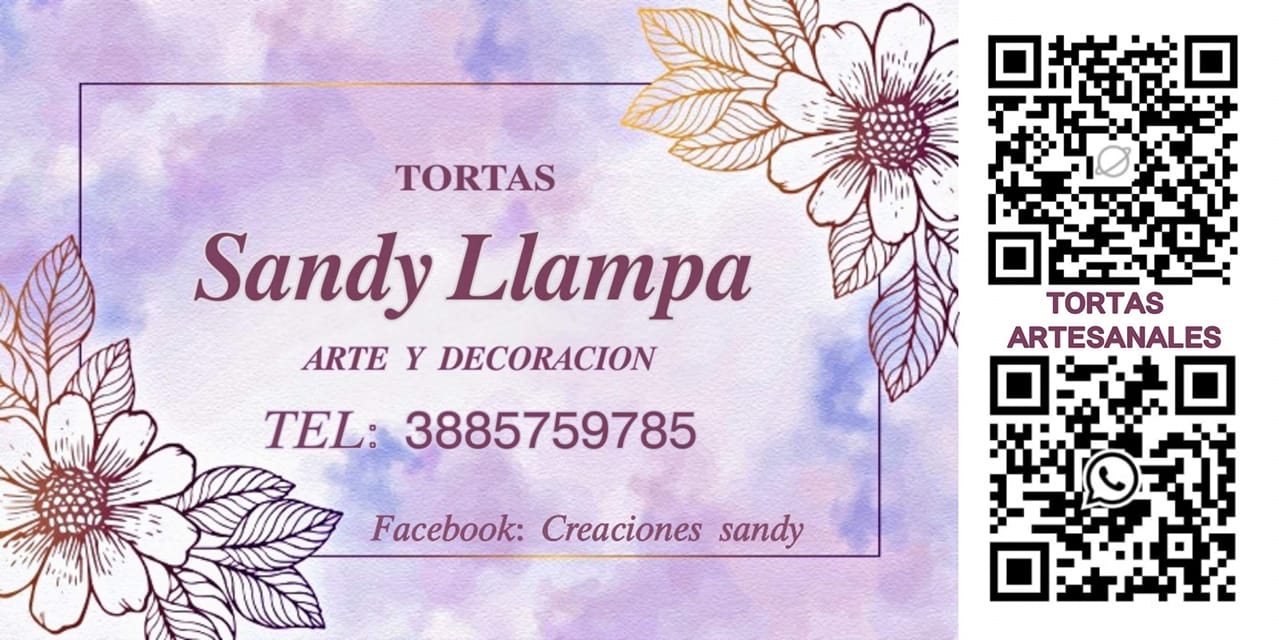 TORTAS
Sandy Llampa
ARTE Y DECORACION
TEL: 3885759785
Facebook: Creaciones sandy
TORTAS
ARTESANALES